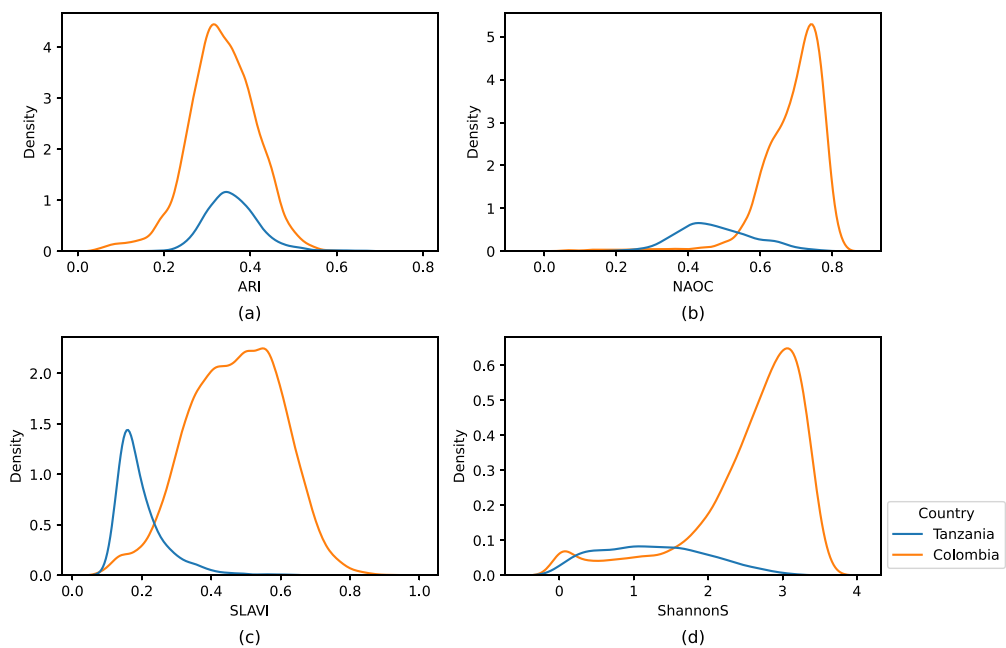 4
3
2
1
0
Density
0.0 0.2 0.4 0.6 0.8
ARI
(a)
5
4
3
2
1
0
Density
0.0 0.2 0.4 0.6 0.8
NAOC
(b)
2.0
1.5
1.0
0.5
0.0
Density
0.0 0.2 0.4 0.6 0.8 1.0
SLAVI
(c)
0.6
0.5
0.4
0.3
0.2
0.1
0.0
Density
0 1 2 3 4
ShannonS
(d)
Country
Tanzania
Colombia